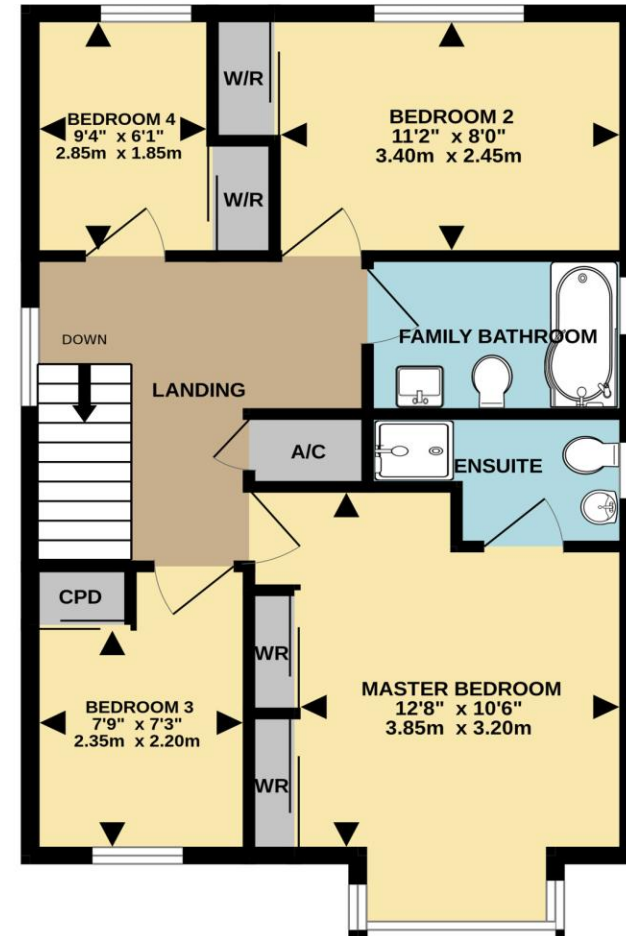 W/R
BEDROOM 4
9'4" x 6'1"
2.85m x 1.85m
BEDROOM 2
11'2" x 8'0"
3.40m x 2.45m
W/R
DOWN
FAMILY BATHROOM
LANDING
A/C
ENSUITE
CPD
WR
MASTER BEDROOM
12'8" x 10'6"
3.85m x 3.20m
BEDROOM 3
7'9" x 7'3"
2.35m x 2.20m
WR